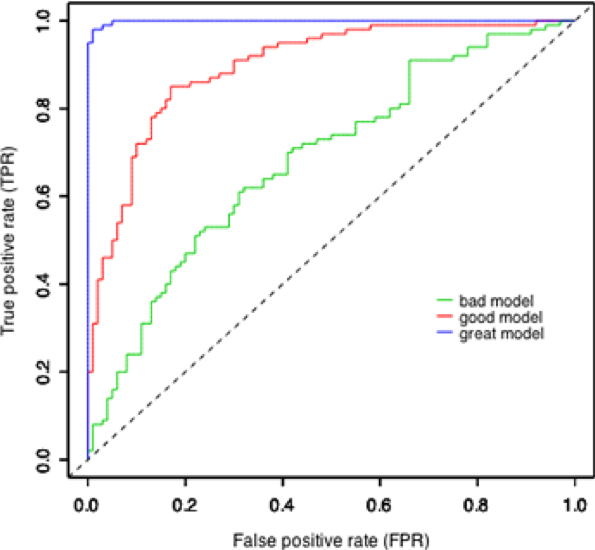 True positive rate (TPR)
1.0
0.8
0.6
0.4
0.2
0.0
bad model
good model
great model
0.0 0.2 0.4 0.6 0.8 1.0
False positive rate (FPR)